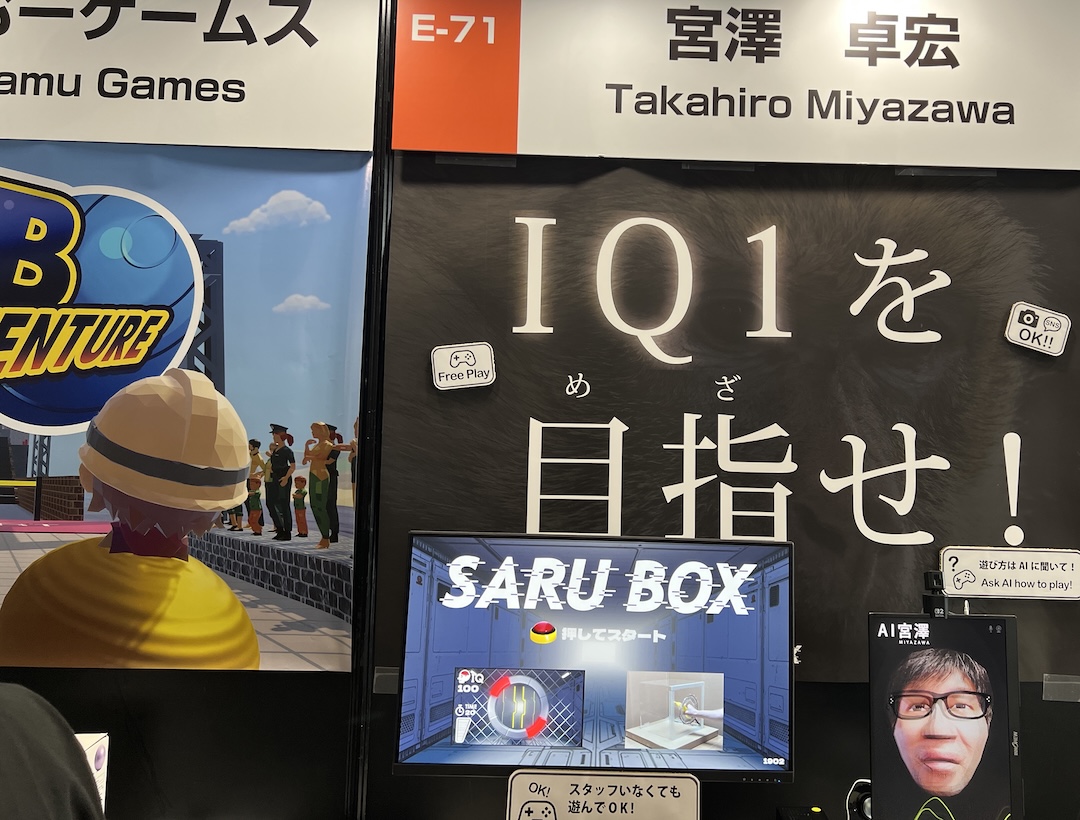 ーゲームス
amu Games
B
ENTURE
E-71
宮澤 卓宏
Takahiro Miyazawa
IQ1を
目指せ！
めざ
Free Play
SNS
OK!!
SARU BOX
押してスタート
IQ
100
TIME
30
1902
?
遊び方はAIに聞いて！
Ask AI how to play!
AI宮澤
MIYAZAWA
OK!
スタッフいなくても
遊んでOK!